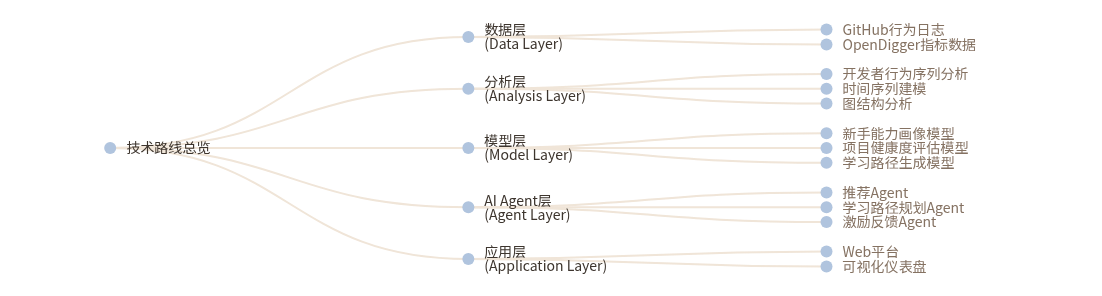 技术路线总览
数据层
(Data Layer)
GitHub行为日志
OpenDigger指标数据
分析层
(Analysis Layer)
开发者行为序列分析
时间序列建模
图结构分析
模型层
(Model Layer)
新手能力画像模型
项目健康度评估模型
学习路径生成模型
AI Agent层
(Agent Layer)
推荐Agent
学习路径规划Agent
激励反馈Agent
应用层
(Application Layer)
Web平台
可视化仪表盘